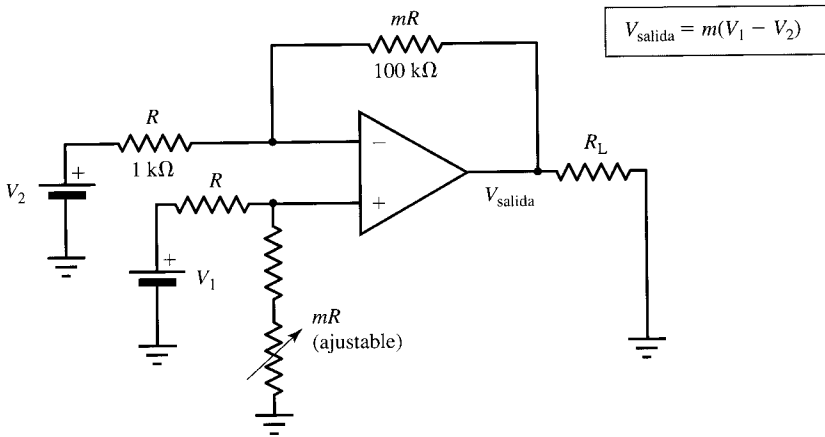 mR
100 kΩ
V_salida = m(V_1 − V_2)
R
1 kΩ
−
R_L
+
V_2
R
+
V_salida
+
V_1
mR
(ajustable)